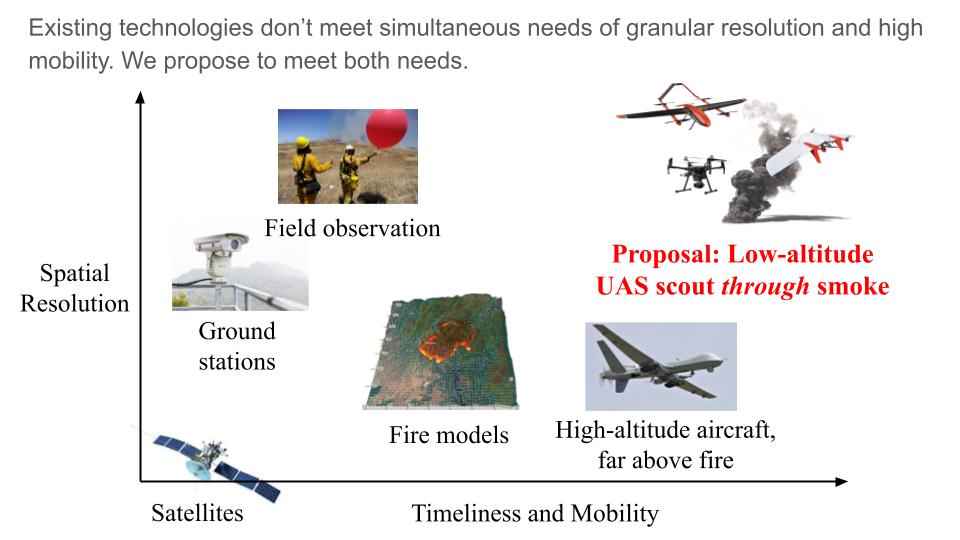 Existing technologies don’t meet simultaneous needs of granular resolution and high
mobility. We propose to meet both needs.
Field observation
Proposal: Low-altitude
UAS scout through smoke
Spatial
Resolution
Ground
stations
Fire models
High-altitude aircraft,
far above fire
Satellites
Timeliness and Mobility